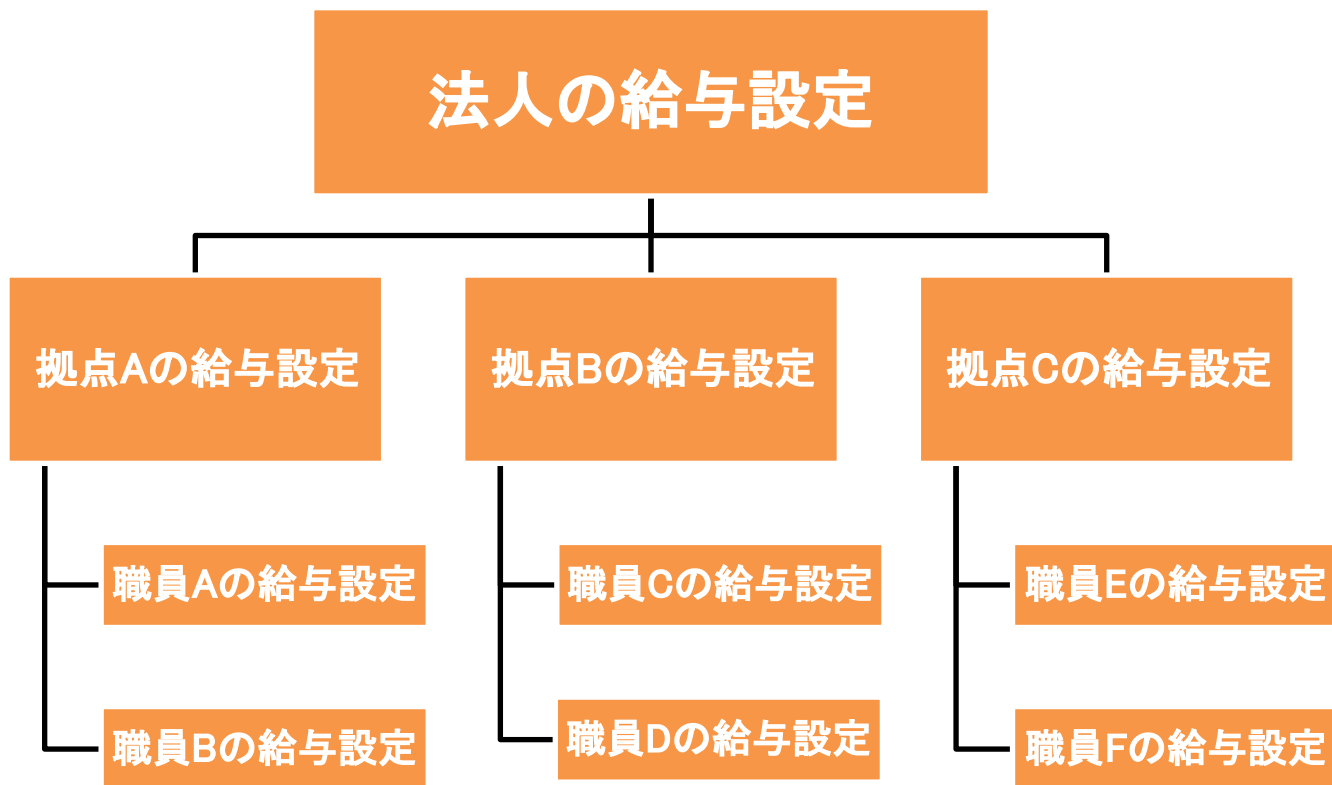 法人の給与設定
拠点Aの給与設定
拠点Bの給与設定
拠点Cの給与設定
職員Aの給与設定
職員Cの給与設定
職員Eの給与設定
職員Bの給与設定
職員Dの給与設定
職員Fの給与設定